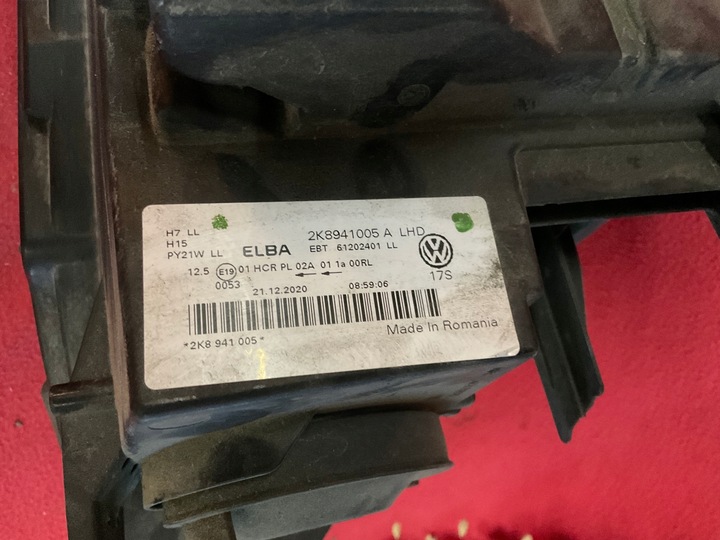 H7 LL
H15
PY21W LL
ELBA
2K8941005 A LHD
EBT 61202401 LL
12.5 E19 01 HCR PL 02A 01 1a 00RL
0053
21.12.2020 08:59:06
17S
*2K8 941 005*
Made In Romania